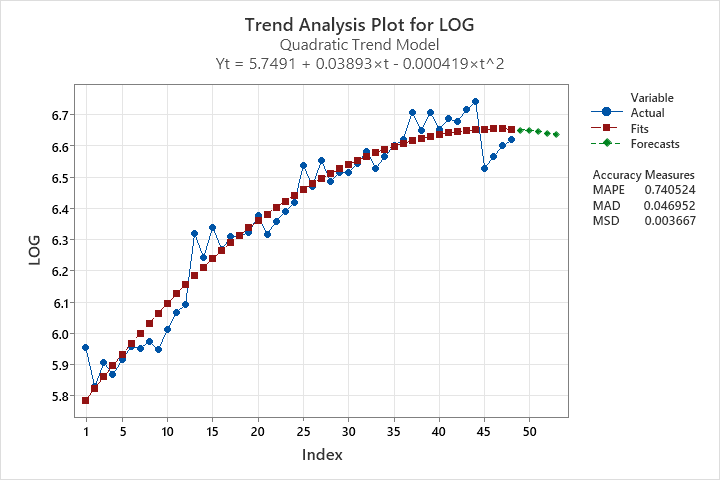 Trend Analysis Plot for LOG
Quadratic Trend Model
Yt = 5.7491 + 0.03893×t - 0.000419×t^2
6.7
6.6
6.5
6.4
6.3
6.2
6.1
6.0
5.9
5.8
LOG
1 5 10 15 20 25 30 35 40 45 50
Index
Variable
Actual
Fits
Forecasts
Accuracy Measures
MAPE 0.740524
MAD 0.046952
MSD 0.003667